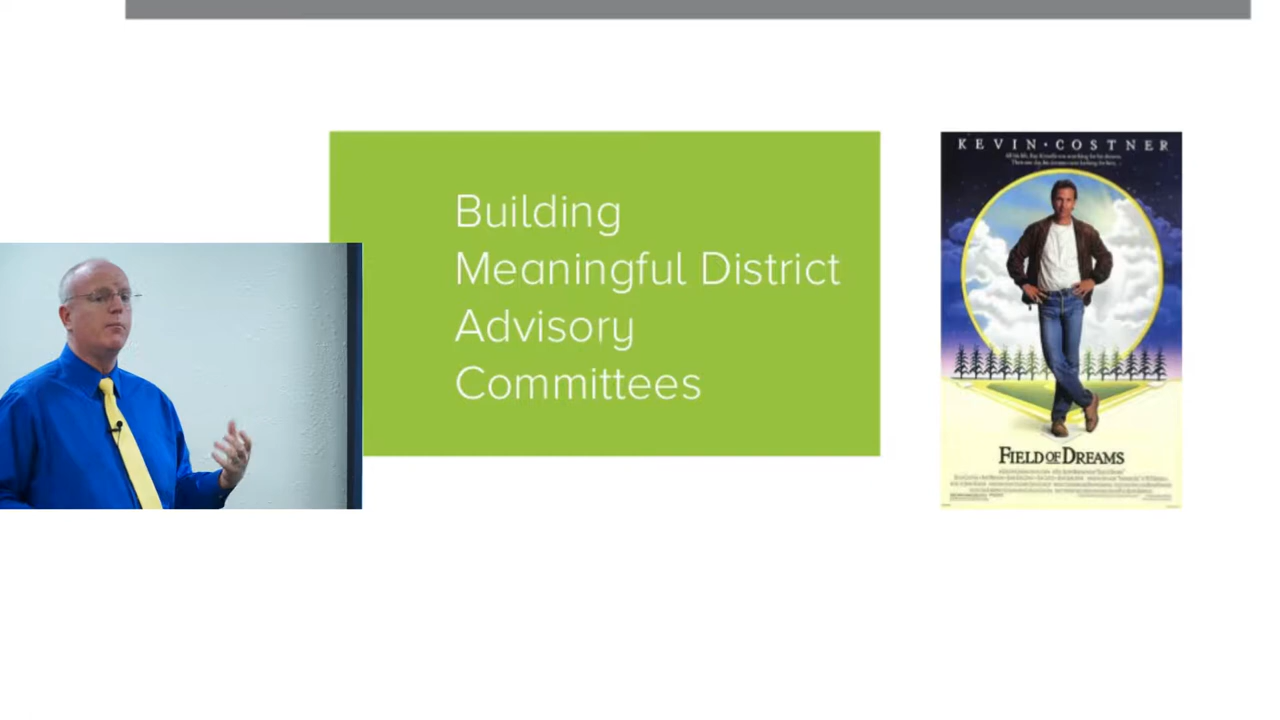 Building
Meaningful District
Advisory
Committees
KEVIN·COSTNER
FIELD OF DREAMS